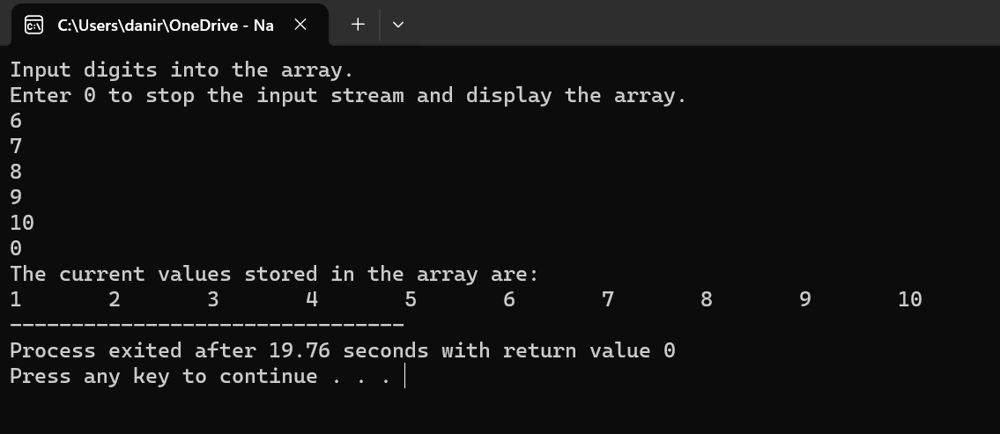 C:\Users\danir\OneDrive - Na
Input digits into the array.
Enter 0 to stop the input stream and display the array.
6
7
8
9
10
0
The current values stored in the array are:
1	2	3	4	5	6	7	8	9	10
--------------------------------
Process exited after 19.76 seconds with return value 0
Press any key to continue . . .